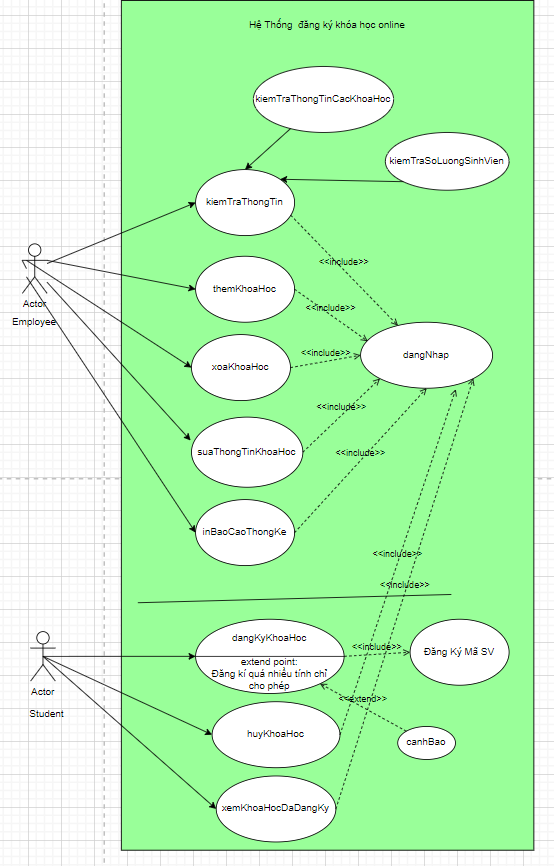 Hệ Thống đăng ký khóa học online
kiemTraThongTinCacKhoaHoc
kiemTraSoLuongSinhVien
kiemTraThongTin
<<include>>
Actor
Employee
themKhoaHoc
<<include>>
dangNhap
<<include>>
xoaKhoaHoc
<<include>>
suaThongTinKhoaHoc
<<include>>
inBaoCaoThongKe
<<include>>
<<include>>
Actor
Student
dangKyKhoaHoc
extend point:
Đăng kí quá nhiều tính chỉ
cho phép
<<include>>
Đăng Ký Mã SV
<<extend>>
huyKhoaHoc
canhBao
xemKhoaHocDaDangKy